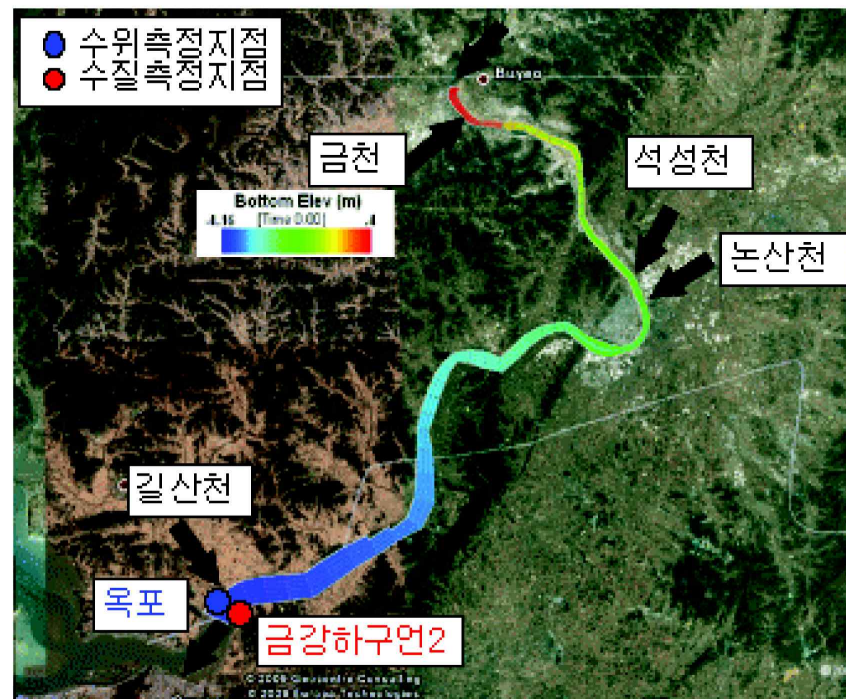 수위측정지점
수질측정지점
Buyeo
금천
석성천
Bottom Elev (m)
[Time 0.00]
논산천
길산천
옥포
금강하구언2